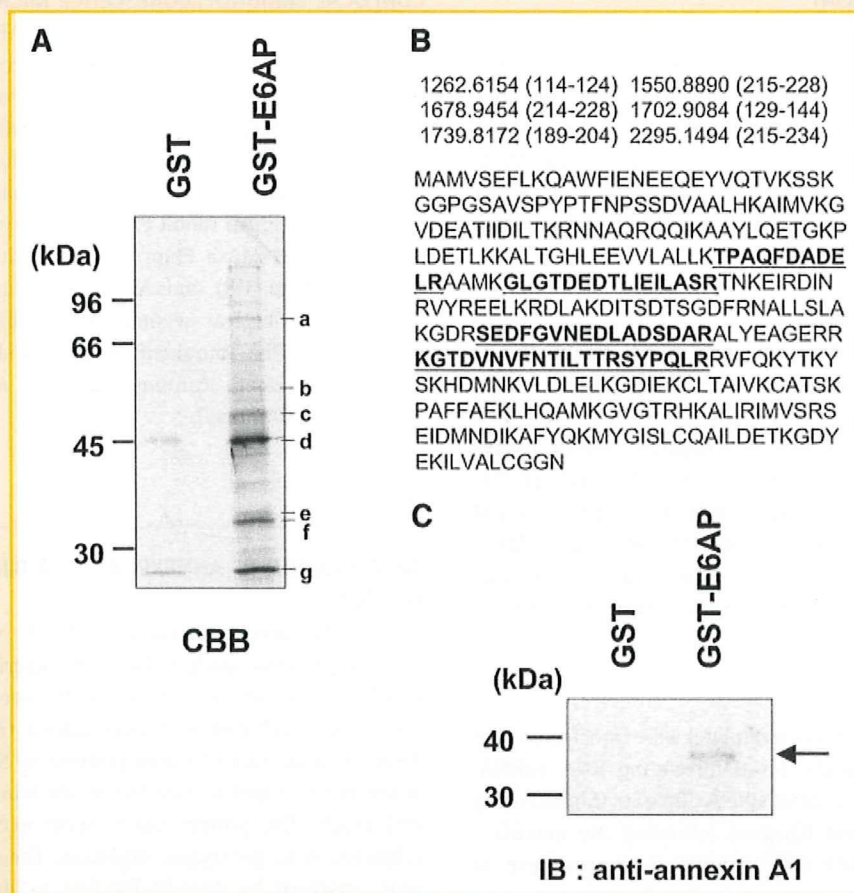 A
GST
GST-E6AP
(kDa)
96
66
45
30
a
b
c
d
e
f
g
CBB
B
1262.6154 (114-124) 1550.8890 (215-228)
1678.9454 (214-228) 1702.9084 (129-144)
1739.8172 (189-204) 2295.1494 (215-234)
MAMVSEFLKQAWFIENEEQEYVQTVKSSK
GGPGSAVSPYPTFNPSSDVAALHKAIMVKG
VDEATIIDILTKRNNAQRQQIKAAYLQETGKP
LDETLKKALTGHLEEVVLALLKTPAQFDADE
LRAAMKGLGTDEDTLIEILASRTNKEIRDIN
RVYREELKRDLAKDITSDTSGDFRNALLSLA
KGDRSEDFGVNEDLADSDARALYEAGERR
KGTDVNVFNTILTTRSYPQLRRVFQKYTKY
SKHDMNKVLDLELKGDIEKCLTAIVKCATSK
PAFFAEKLHQAMKGVGTRHKALIRIMVSRS
EIDMNDIKAFYQKMYGISLCQAILDETKGDY
EKILVALCGGN
C
GST
GST-E6AP
(kDa)
40
30
IB : anti-annexin A1